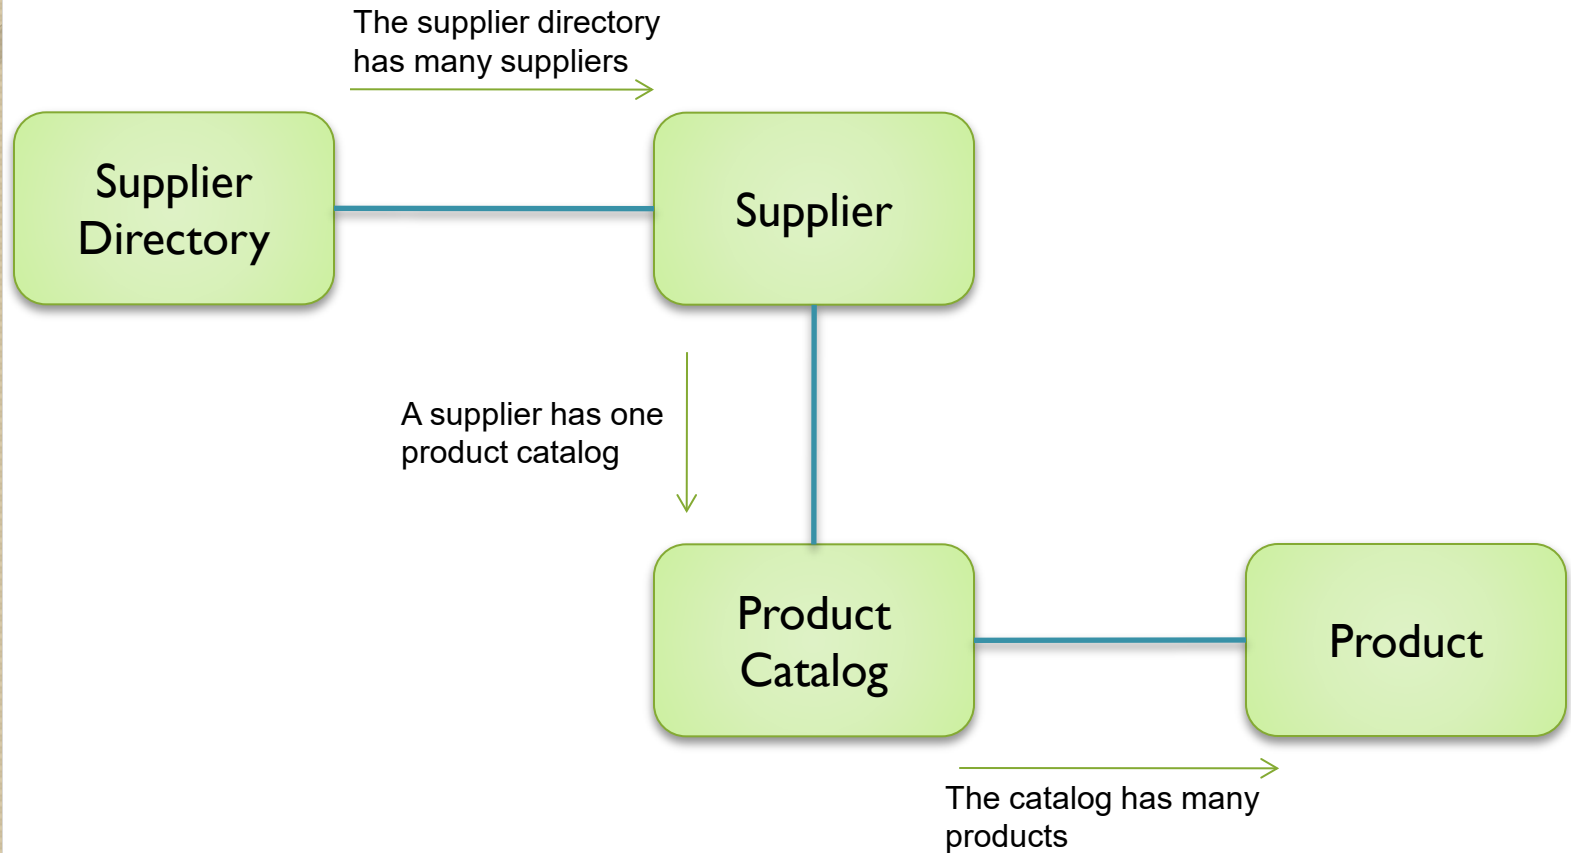 The supplier directory
has many suppliers
Supplier
Directory
Supplier
A supplier has one
product catalog
Product
Catalog
Product
The catalog has many
products